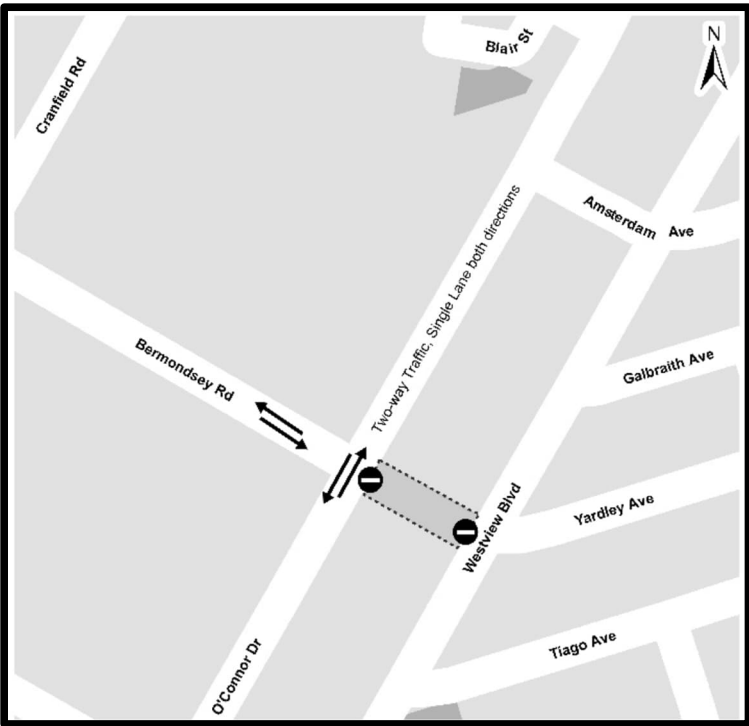 Blair St
N
Cranfield Rd
Two-way Traffic, Single Lane both directions
Amsterdam Ave
Galbraith Ave
Bermondsey Rd
Westview Blvd
Yardley Ave
O'Connor Dr
Tiago Ave